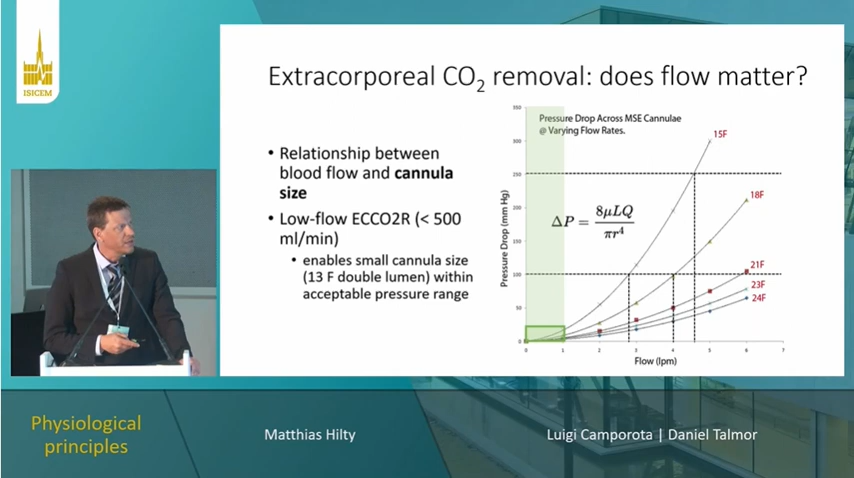 ISICEM
Extracorporeal CO₂ removal: does flow matter?
• Relationship between
blood flow and cannula
size
• Low-flow ECCO2R (< 500
ml/min)
• enables small cannula size
(13 F double lumen) within
acceptable pressure range
Pressure Drop Across MSE Cannulae
@ Varying Flow Rates.
ΔP = 8μLQ / πr⁴
Pressure Drop (mm Hg)
350
300
250
200
150
100
50
0
15F
18F
21F
23F
24F
0 1 2 3 4 5 6 7
Flow (lpm)
Physiological
principles
Matthias Hilty
Luigi Camporota | Daniel Talmor